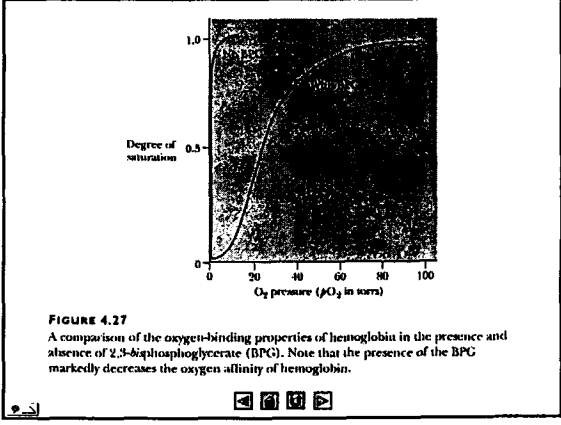 1.0
Degree of
saturation
0.5
0
0 20 40 60 80 100
O₂ pressure (pO₂ in torrs)
FIGURE 4.27
A comparison of the oxygen-binding properties of hemoglobin in the presence and
absence of 2,3-bisphosphoglycerate (BPG). Note that the presence of the BPG
markedly decreases the oxygen affinity of hemoglobin.